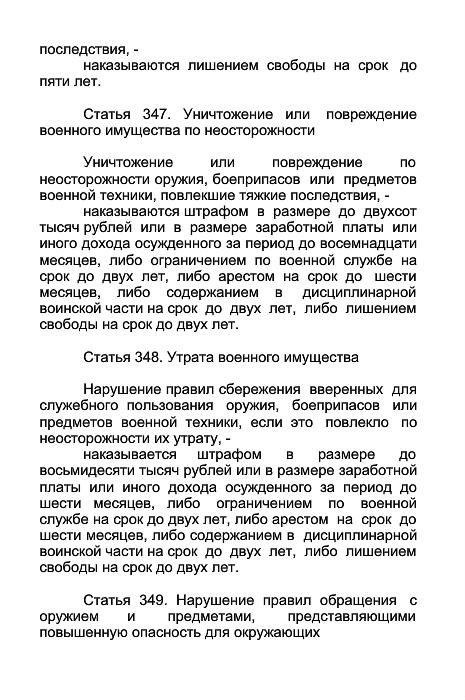 последствия, -
наказываются лишением свободы на срок до
пяти лет.
Статья 347. Уничтожение или повреждение
военного имущества по неосторожности
Уничтожение или повреждение по
неосторожности оружия, боеприпасов или предметов
военной техники, повлекшие тяжкие последствия, -
наказываются штрафом в размере до двухсот
тысяч рублей или в размере заработной платы или
иного дохода осужденного за период до восемнадцати
месяцев, либо ограничением по военной службе на
срок до двух лет, либо арестом на срок до шести
месяцев, либо содержанием в дисциплинарной
воинской части на срок до двух лет, либо лишением
свободы на срок до двух лет.
Статья 348. Утрата военного имущества
Нарушение правил сбережения вверенных для
служебного пользования оружия, боеприпасов или
предметов военной техники, если это повлекло по
неосторожности их утрату, -
наказывается штрафом в размере до
восьмидесяти тысяч рублей или в размере заработной
платы или иного дохода осужденного за период до
шести месяцев, либо ограничением по военной
службе на срок до двух лет, либо арестом на срок до
шести месяцев, либо содержанием в дисциплинарной
воинской части на срок до двух лет, либо лишением
свободы на срок до двух лет.
Статья 349. Нарушение правил обращения с
оружием и предметами, представляющими
повышенную опасность для окружающих